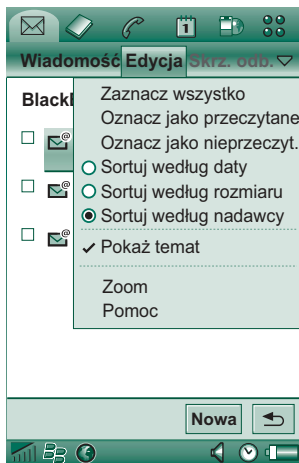 Wiadomość Edycja Skrz. odb.
Zaznacz wszystko
Oznacz jako przeczytane
Oznacz jako nieprzeczyt.
Sortuj według daty
Sortuj według rozmiaru
Sortuj według nadawcy
Pokaż temat
Zoom
Pomoc
Nowa